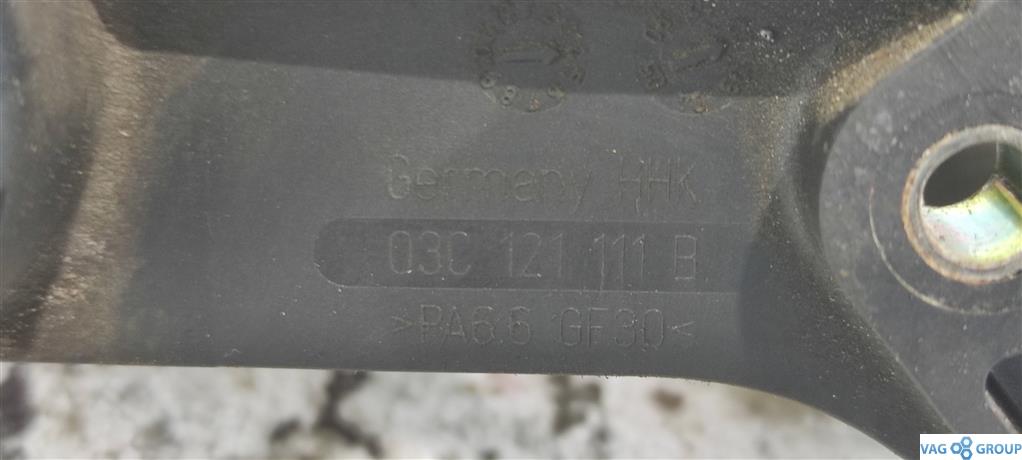 Germany HHK
03C 121 111 B
>PA6.6 GF30<
VAG GROUP